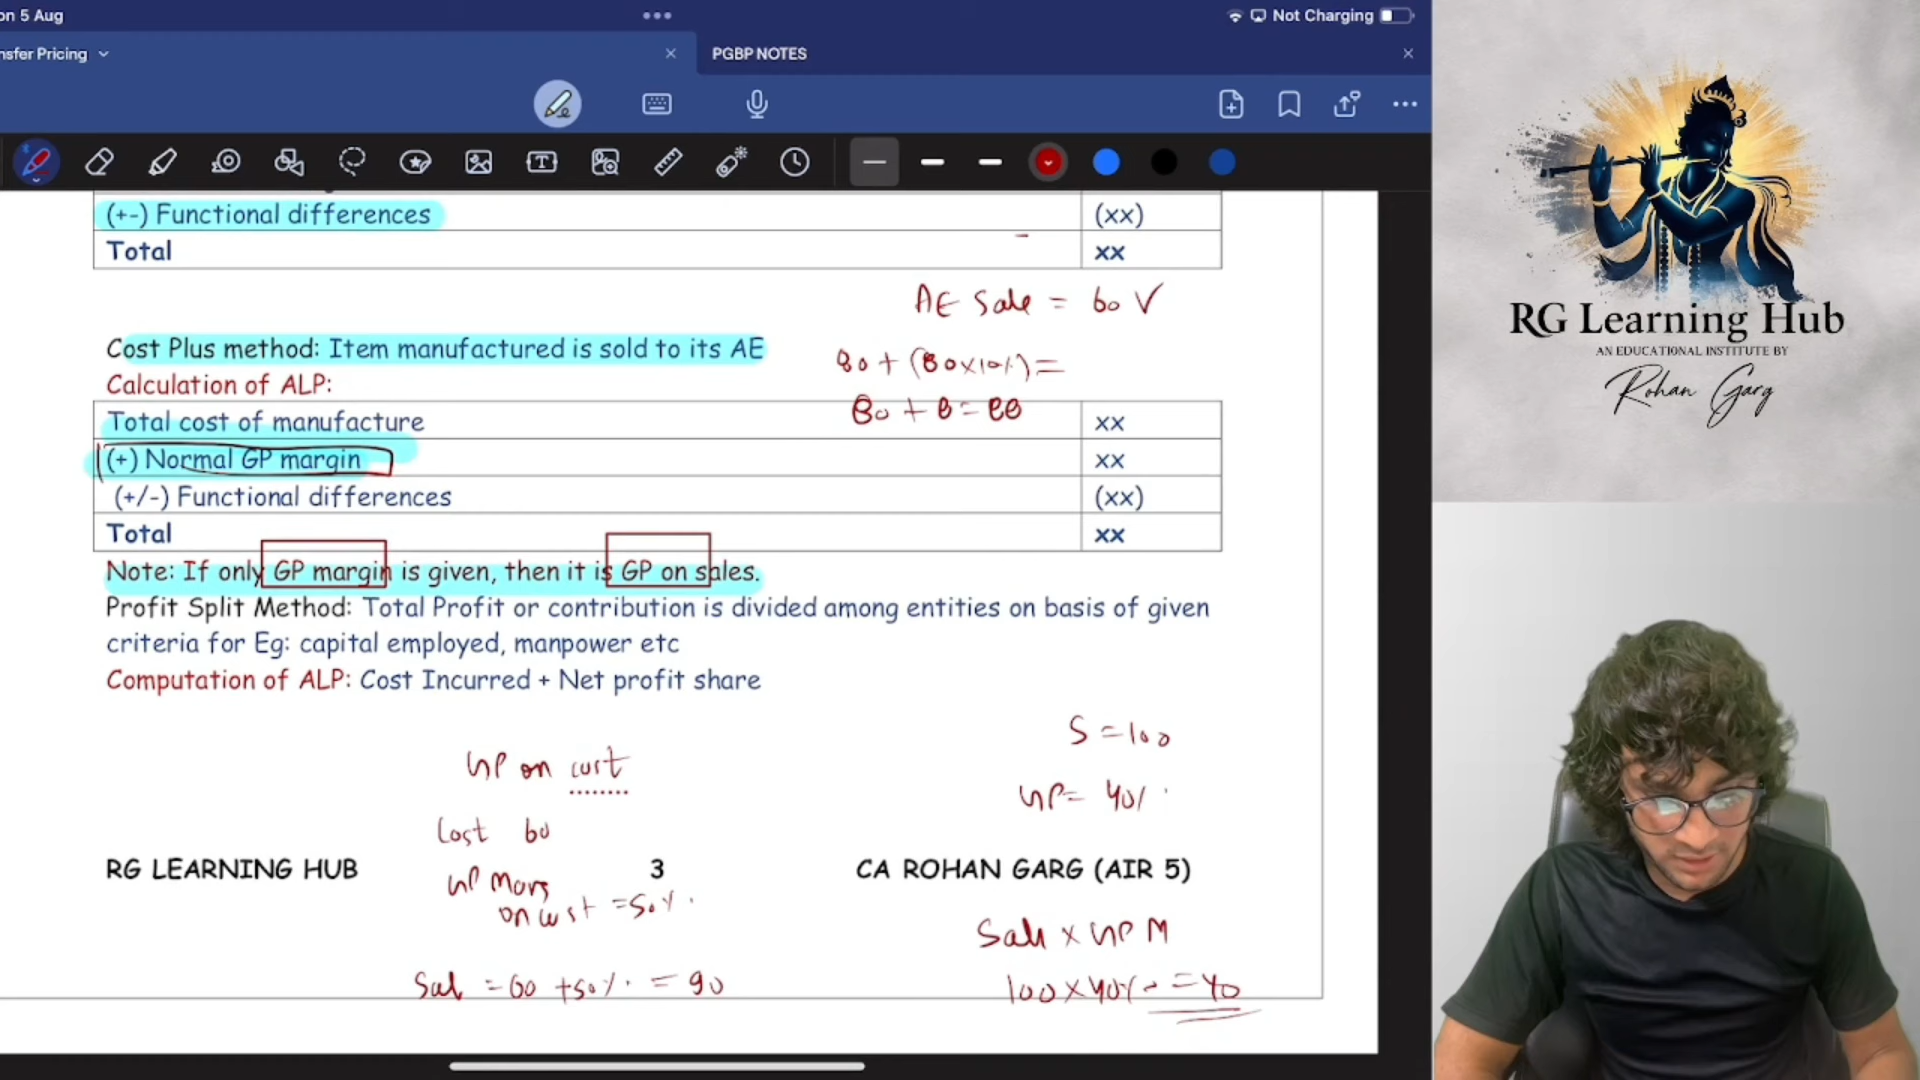 on 5 Aug
Not Charging
nsfer Pricing
PGBP NOTES
(+-) Functional differences (xx)
Total xx
AE Sale = 60
Cost Plus method: Item manufactured is sold to its AE
80 + (80x10%) =
Calculation of ALP:
80 + 8 = 88
Total cost of manufacture xx
(+) Normal GP margin xx
(+/-) Functional differences (xx)
Total xx
Note: If only GP margin is given, then it is GP on sales.
Profit Split Method: Total Profit or contribution is divided among entities on basis of given
criteria for Eg: capital employed, manpower etc
Computation of ALP: Cost Incurred + Net profit share
S = 100
GP on cost
GP = 40%
Cost 60
RG LEARNING HUB 3 CA ROHAN GARG (AIR 5)
GP Marg
on cost = 50%
Sale x GP M
Sal = 60 + 50% = 90
100 x 40% = 40
RG Learning Hub
AN EDUCATIONAL INSTITUTE BY
Rohan Garg